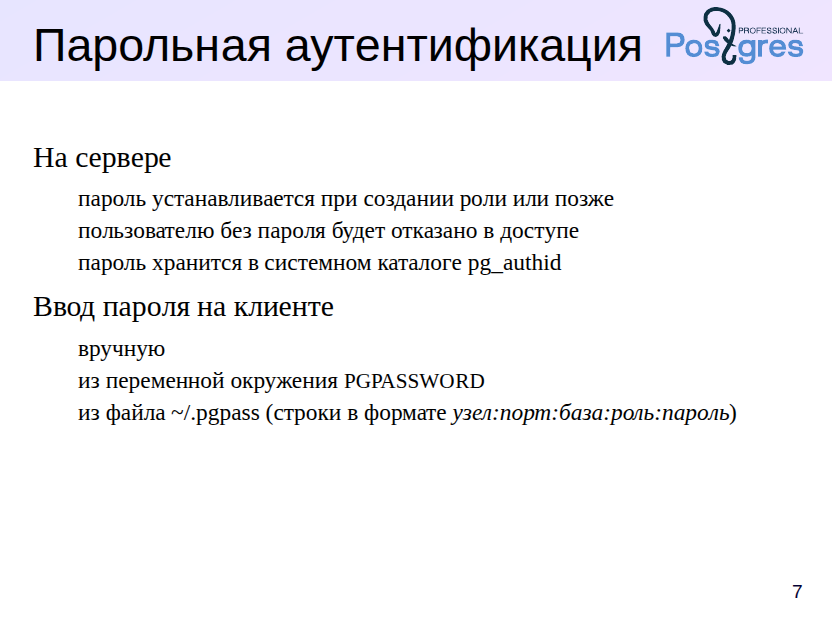 Парольная аутентификация
PROFESSIONAL
Postgres
На сервере
пароль устанавливается при создании роли или позже
пользователю без пароля будет отказано в доступе
пароль хранится в системном каталоге pg_authid
Ввод пароля на клиенте
вручную
из переменной окружения PGPASSWORD
из файла ~/.pgpass (строки в формате узел:порт:база:роль:пароль)
7